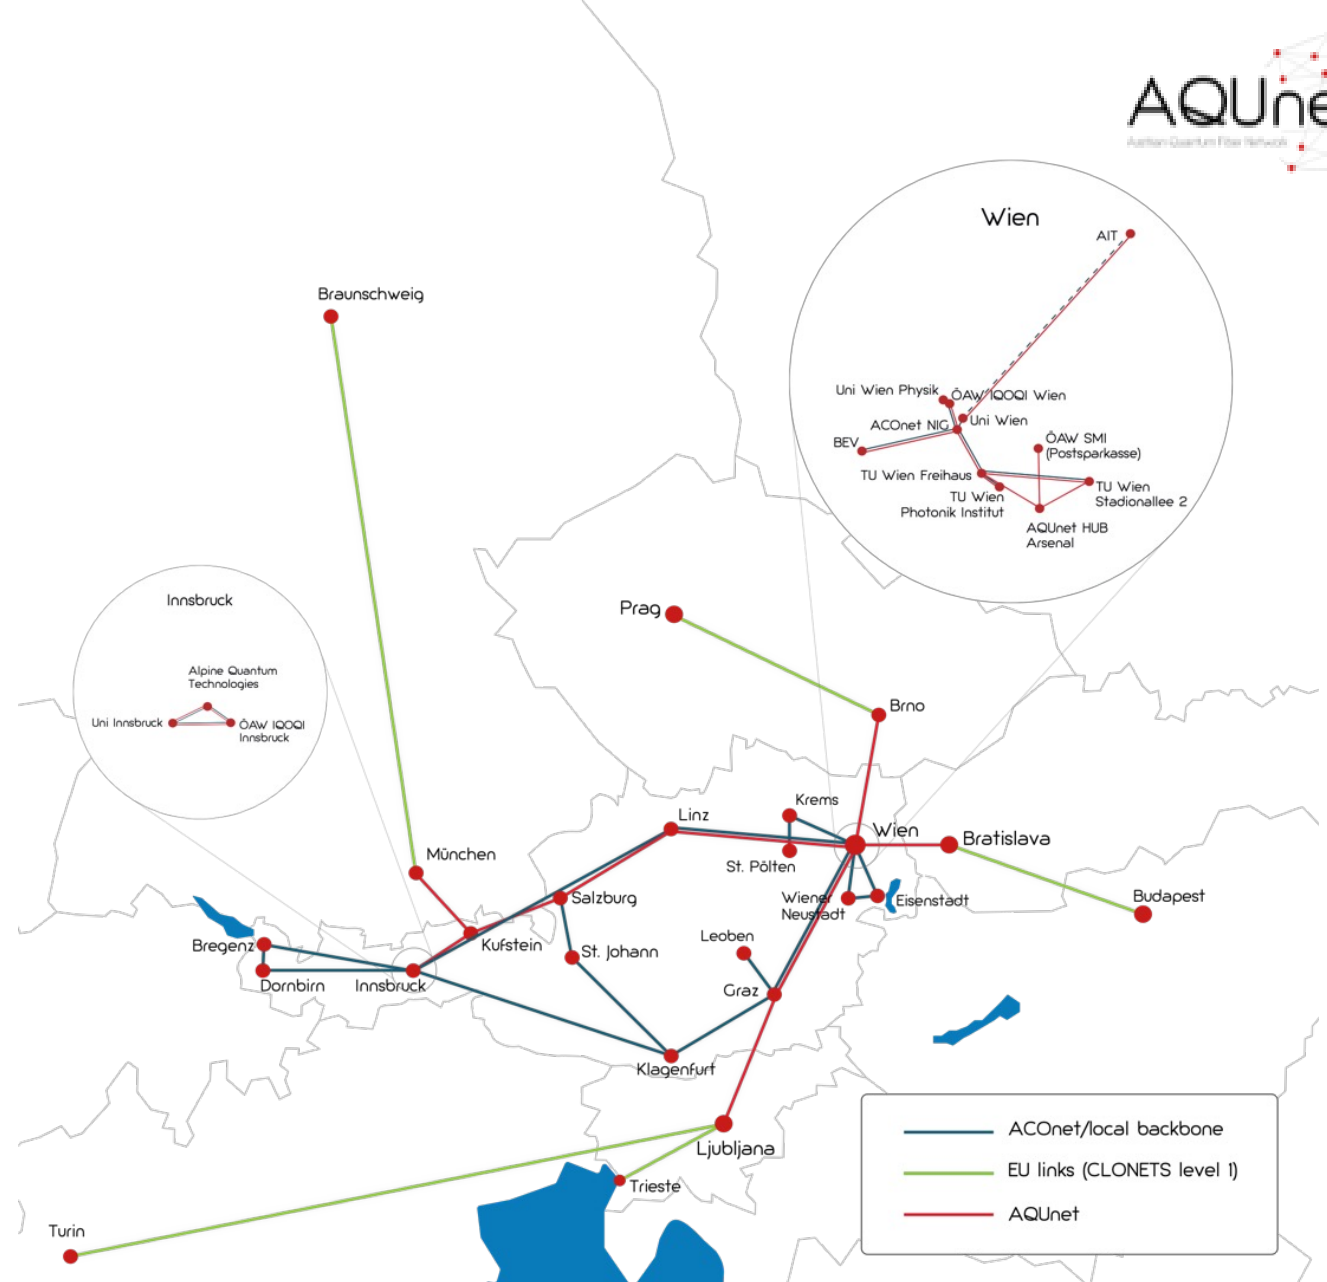 AQUne
Austrian Quantum Fiber Network
Wien
AIT
Braunschweig
Uni Wien Physik
ÖAW IQOQI Wien
ACOnet NIG
Uni Wien
BEV
ÖAW SMI
(Postsparkasse)
TU Wien Freihaus
TU Wien
Photonik Institut
TU Wien
Stadionallee 2
AQUnet HUB
Arsenal
Innsbruck
Alpine Quantum
Technologies
Uni Innsbruck
ÖAW IQOQI
Innsbruck
Prag
Brno
Krems
Linz
Wien
Bratislava
München
St. Pölten
Salzburg
Wiener
Neustadt
Eisenstadt
Budapest
Bregenz
Kufstein
St. Johann
Leoben
Dornbirn
Innsbruck
Graz
Klagenfurt
Ljubljana
Trieste
Turin
ACOnet/local backbone
EU links (CLONETS level 1)
AQUnet